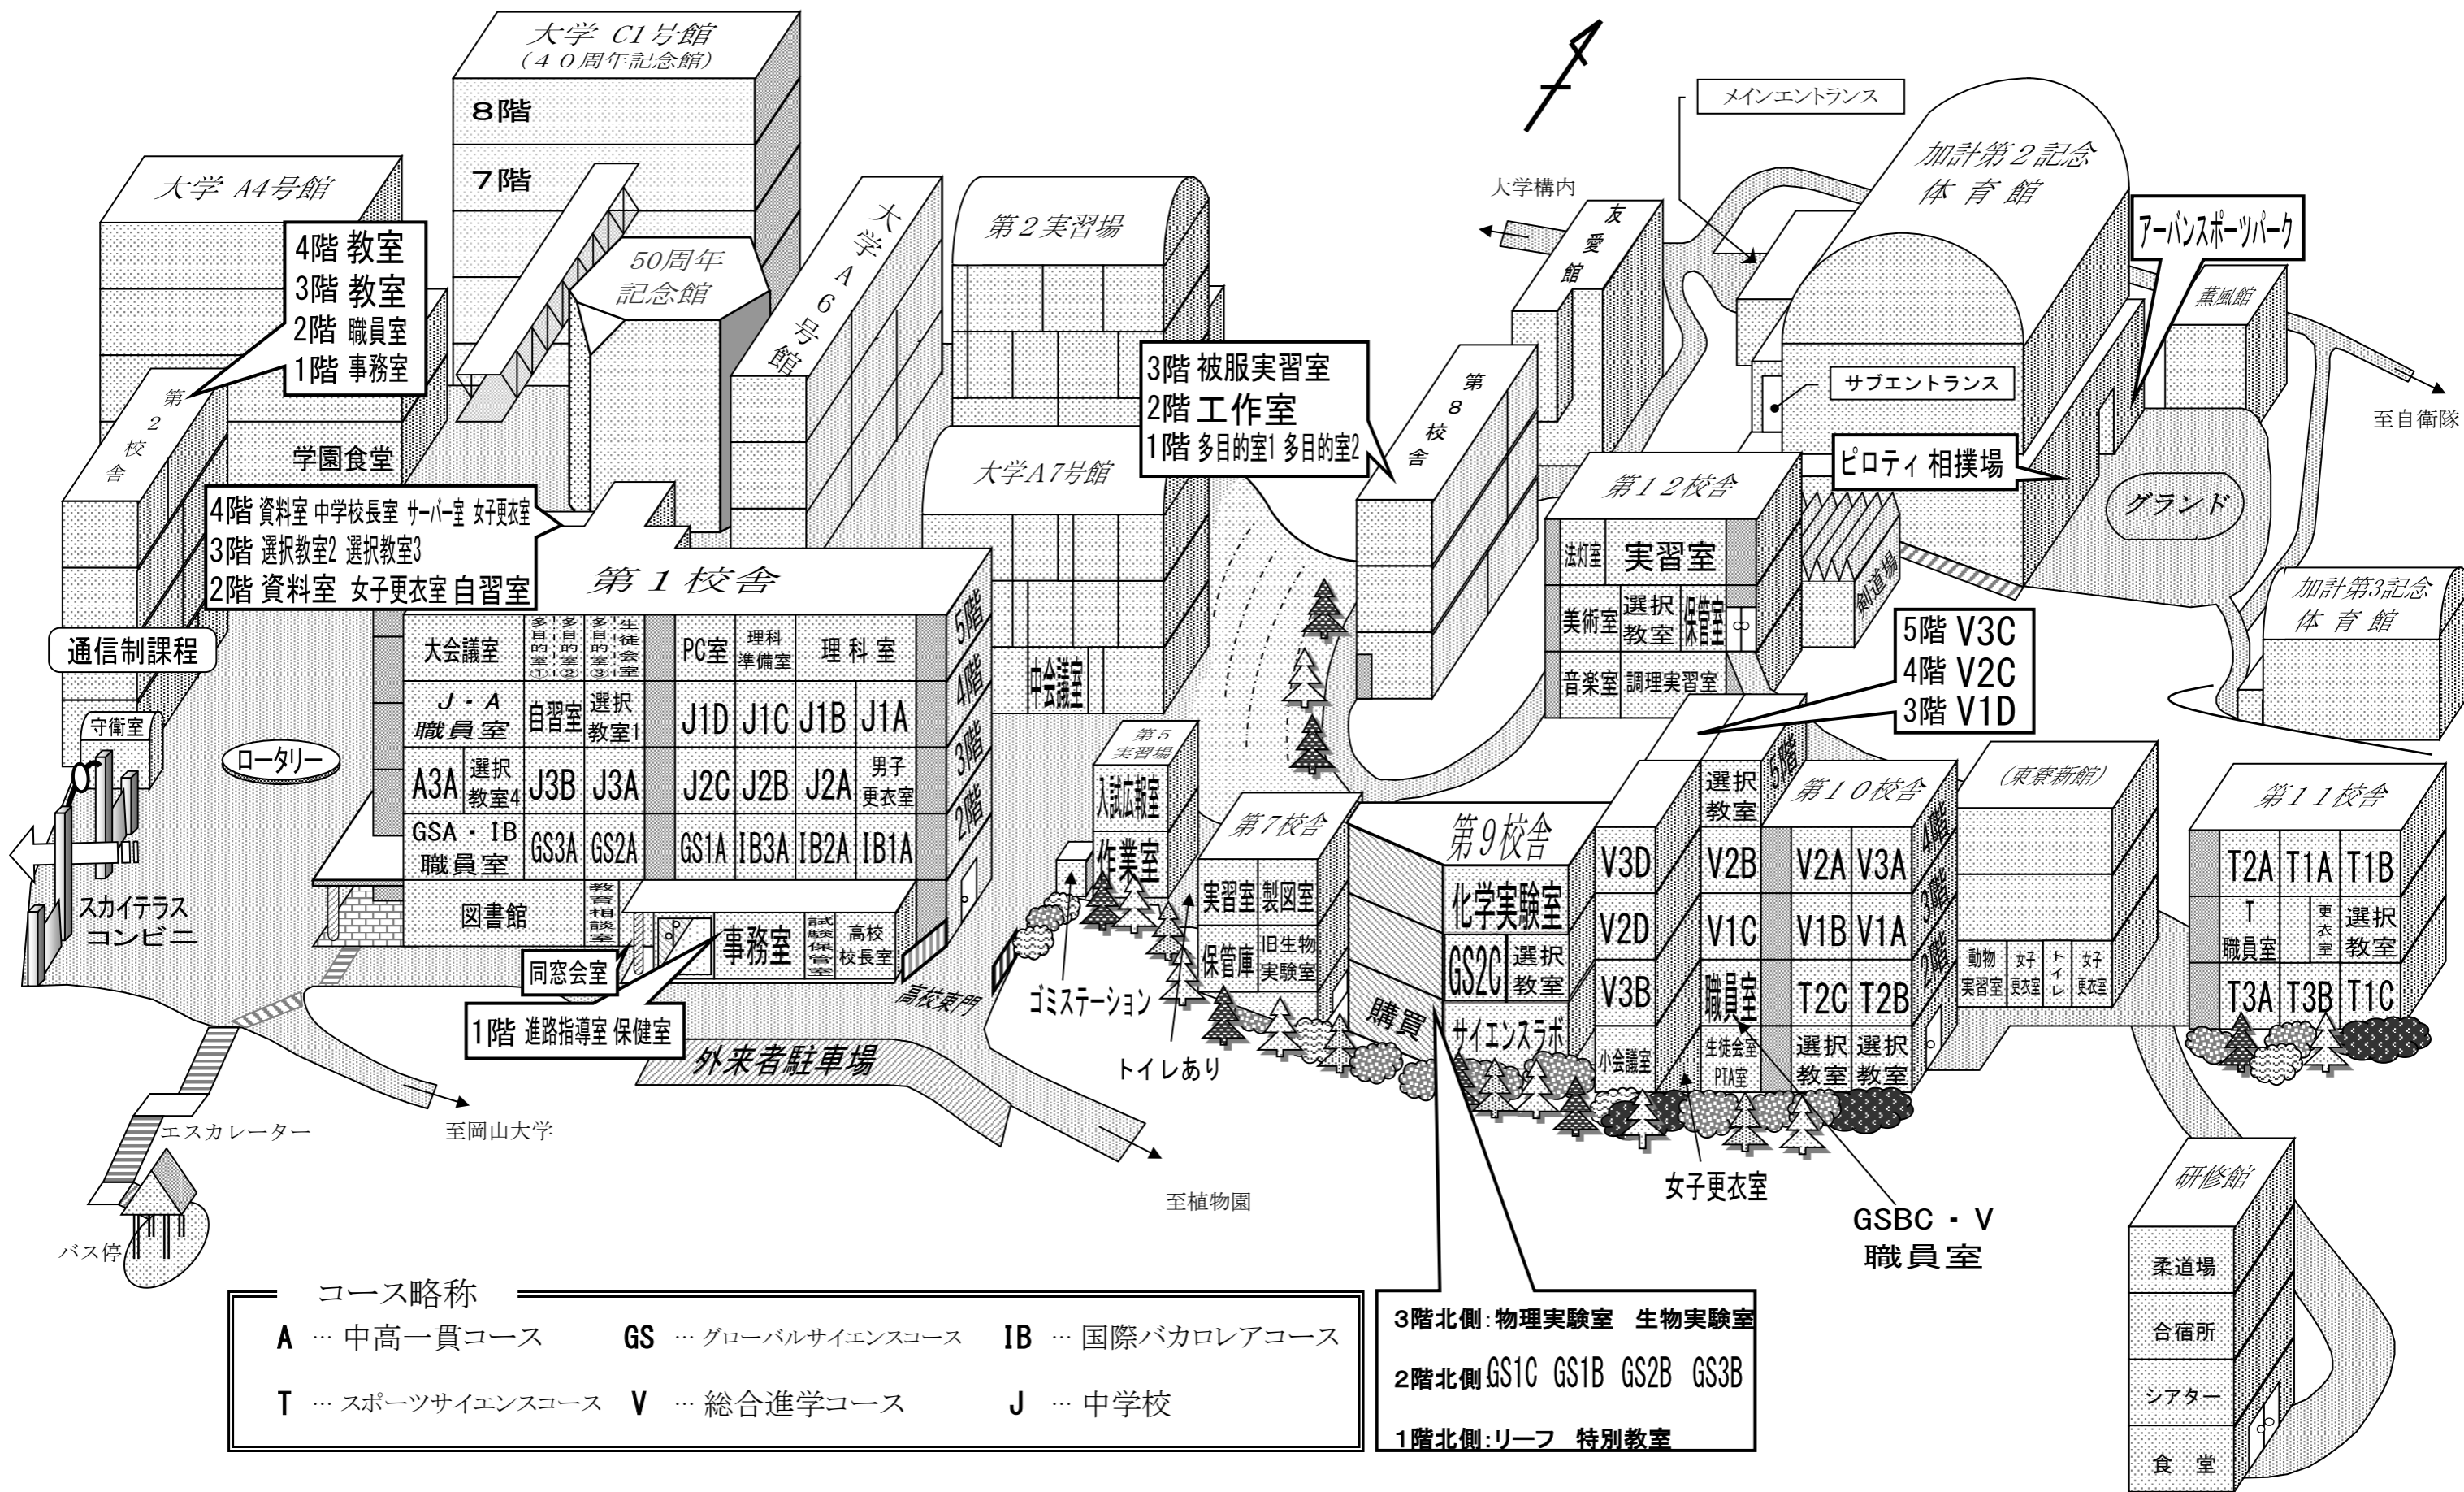 大学 C1号館
(４０周年記念館)
8階
7階
大学 A4号館
4階 教室
3階 教室
2階 職員室
1階 事務室
学園食堂
第2校舎
通信制課程
守衛室
ロータリー
スカイテラス
コンビニ
50周年
記念館
大学A6号館
第２実習場
大学A7号館
中会議室
4階 資料室 中学校長室 サーバー室 女子更衣室
3階 選択教室2 選択教室3
2階 資料室 女子更衣室 自習室
第１校舎
大会議室
多目的室①
多目的室②
多目的室③
生徒会室
PC室
理科
準備室
理科室
5階
J・A
職員室
自習室
選択
教室1
J1D
J1C
J1B
J1A
4階
A3A
選択
教室4
J3B
J3A
J2C
J2B
J2A
男子
更衣室
3階
GSA・IB
職員室
GS3A
GS2A
GS1A
IB3A
IB2A
IB1A
2階
図書館
教育相談室
事務室
試験保管室
高校
校長室
同窓会室
1階 進路指導室 保健室
高校東門
外来者駐車場
至岡山大学
エスカレーター
バス停
至植物園
第5
実習場
入試広報室
作業室
ゴミステーション
トイレあり
第7校舎
実習室
製図室
保管庫
旧生物
実験室
3階 被服実習室
2階 工作室
1階 多目的室1 多目的室2
第8校舎
大学構内
友愛館
メインエントランス
加計第２記念
体育館
サブエントランス
アーバンスポーツパーク
薫風館
至自衛隊
ピロティ 相撲場
グランド
加計第3記念
体育館
第１２校舎
法灯室
実習室
美術室
選択
教室
保管室
音楽室
調理実習室
剣道場
5階 V3C
4階 V2C
3階 V1D
第9校舎
化学実験室
GS2C
選択
教室
サイエンスラボ
購買
V3D
V2D
V3B
小会議室
第１０校舎
選択
教室
5階
V2B
V2A
V3A
4階
V1C
V1B
V1A
3階
職員室
T2C
T2B
2階
生徒会室
PTA室
選択
教室
選択
教室
女子更衣室
GSBC・V
職員室
(東寮新館)
動物
実習室
女子
更衣室
トイレ
女子
更衣室
第１１校舎
T2A
T1A
T1B
T
職員室
更衣室
選択
教室
T3A
T3B
T1C
研修館
柔道場
合宿所
シアター
食堂
3階北側：物理実験室 生物実験室
2階北側：GS1C GS1B GS2B GS3B
1階北側：リーフ 特別教室
コース略称
A … 中高一貫コース
GS … グローバルサイエンスコース
IB … 国際バカロレアコース
T … スポーツサイエンスコース
V … 総合進学コース
J … 中学校